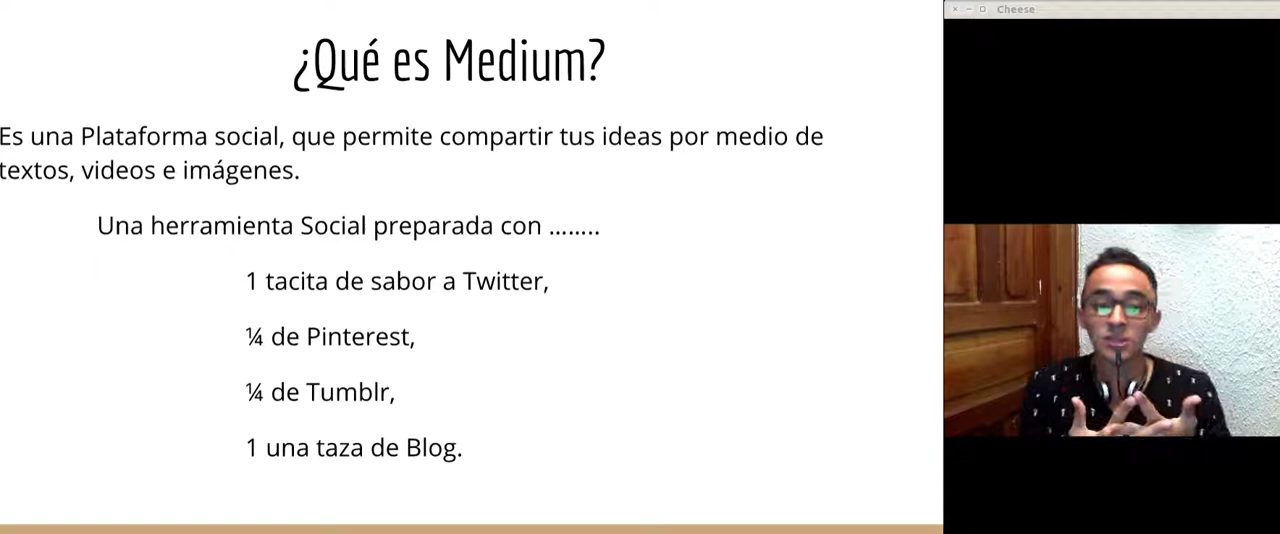 ¿Qué es Medium?
Es una Plataforma social, que permite compartir tus ideas por medio de
textos, videos e imágenes.
Una herramienta Social preparada con ........
1 tacita de sabor a Twitter,
¼ de Pinterest,
¼ de Tumblr,
1 una taza de Blog.
Cheese